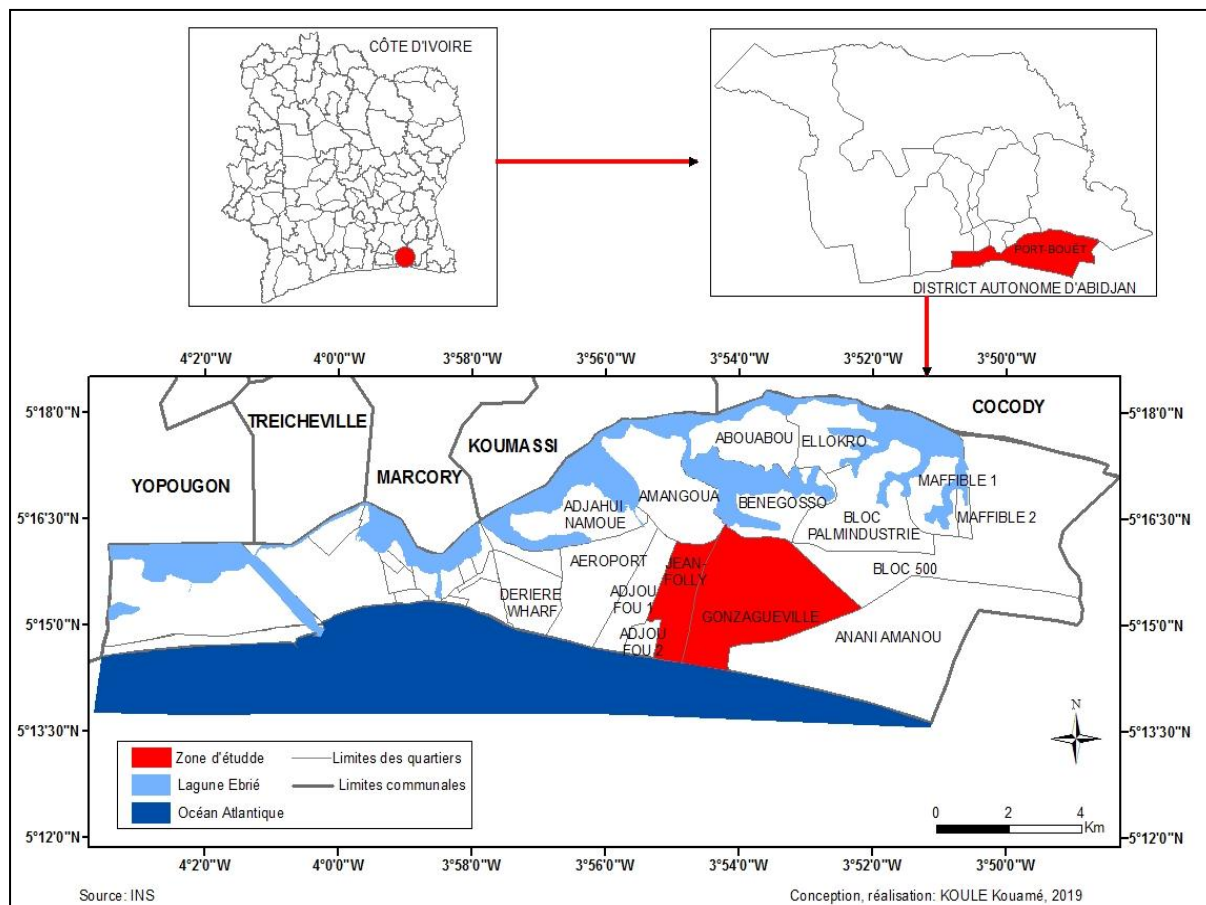 CÔTE D'IVOIRE
PORT-BOUËT
DISTRICT AUTONOME D'ABIDJAN
4°2'0"W 4°0'0"W 3°58'0"W 3°56'0"W 3°54'0"W 3°52'0"W 3°50'0"W
5°18'0"N
5°16'30"N
5°15'0"N
5°13'30"N
5°12'0"N
YOPOUGON
TREICHEVILLE
MARCORY
KOUMASSI
COCODY
ABOUABOU
ELLOKRO
MAFFIBLE 1
MAFFIBLE 2
ADJAHUI
NAMOUE
AMANGOUA
BENEGOSSO
BLOC
PALMINDUSTRIE
BLOC 500
AEROPORT
DERIERE
WHARF
ADJOU
FOU 1
ADJOU
FOU 2
JEAN-
FOLLY
GONZAGUEVILLE
ANANI AMANOU
5°18'0"N
5°16'30"N
5°15'0"N
5°13'30"N
5°12'0"N
N
Zone d'étudde
Limites des quartiers
Lagune Ebrié
Limites communales
Océan Atlantique
0 2 4
Km
4°2'0"W 4°0'0"W 3°58'0"W 3°56'0"W 3°54'0"W 3°52'0"W 3°50'0"W
Source: INS
Conception, réalisation: KOULE Kouamé, 2019